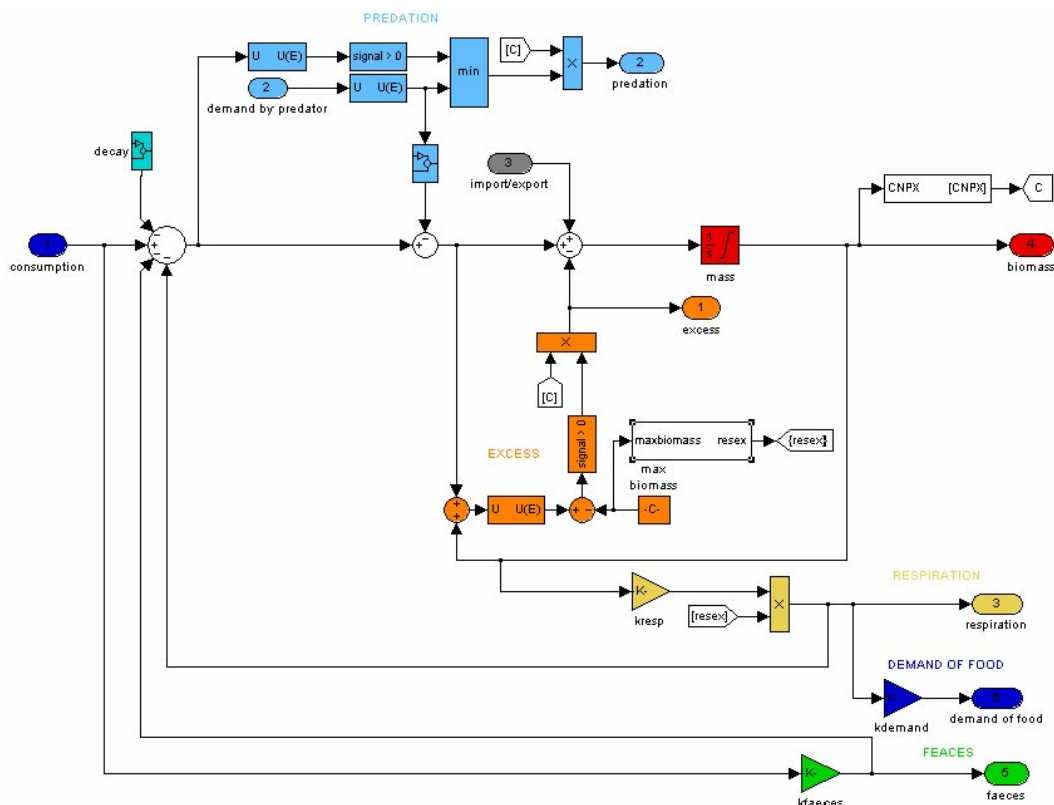 PREDATION
U U(E)
signal > 0
min
[C]
×
2
predation
2
demand by predator
U U(E)
decay
3
import/export
CNPX [CNPX]
C
consumption
1
s
mass
4
biomass
1
excess
×
[C]
signal > 0
EXCESS
maxbiomass resex
{resex}
max
biomass
U U(E)
-C-
RESPIRATION
K-
kresp
[resex]
×
3
respiration
DEMAND OF FOOD
kdemand
demand of food
FEACES
K-
kfaeces
5
faeces